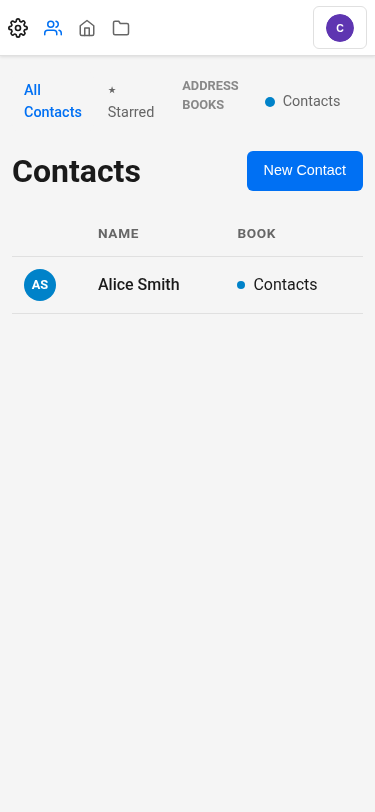 C
All
Contacts
★
Starred
ADDRESS
BOOKS
Contacts
Contacts
New Contact
NAME
BOOK
AS
Alice Smith
Contacts